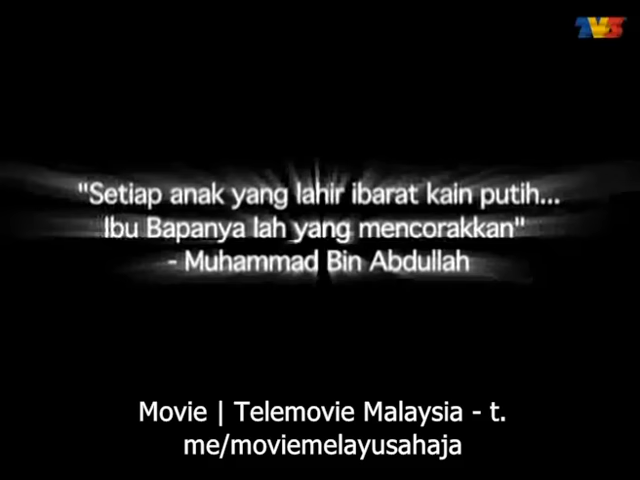 TV3
"Setiap anak yang lahir ibarat kain putih...
Ibu Bapanya lah yang mencorakkan"
- Muhammad Bin Abdullah
Movie | Telemovie Malaysia - t.
me/moviemelayusahaja